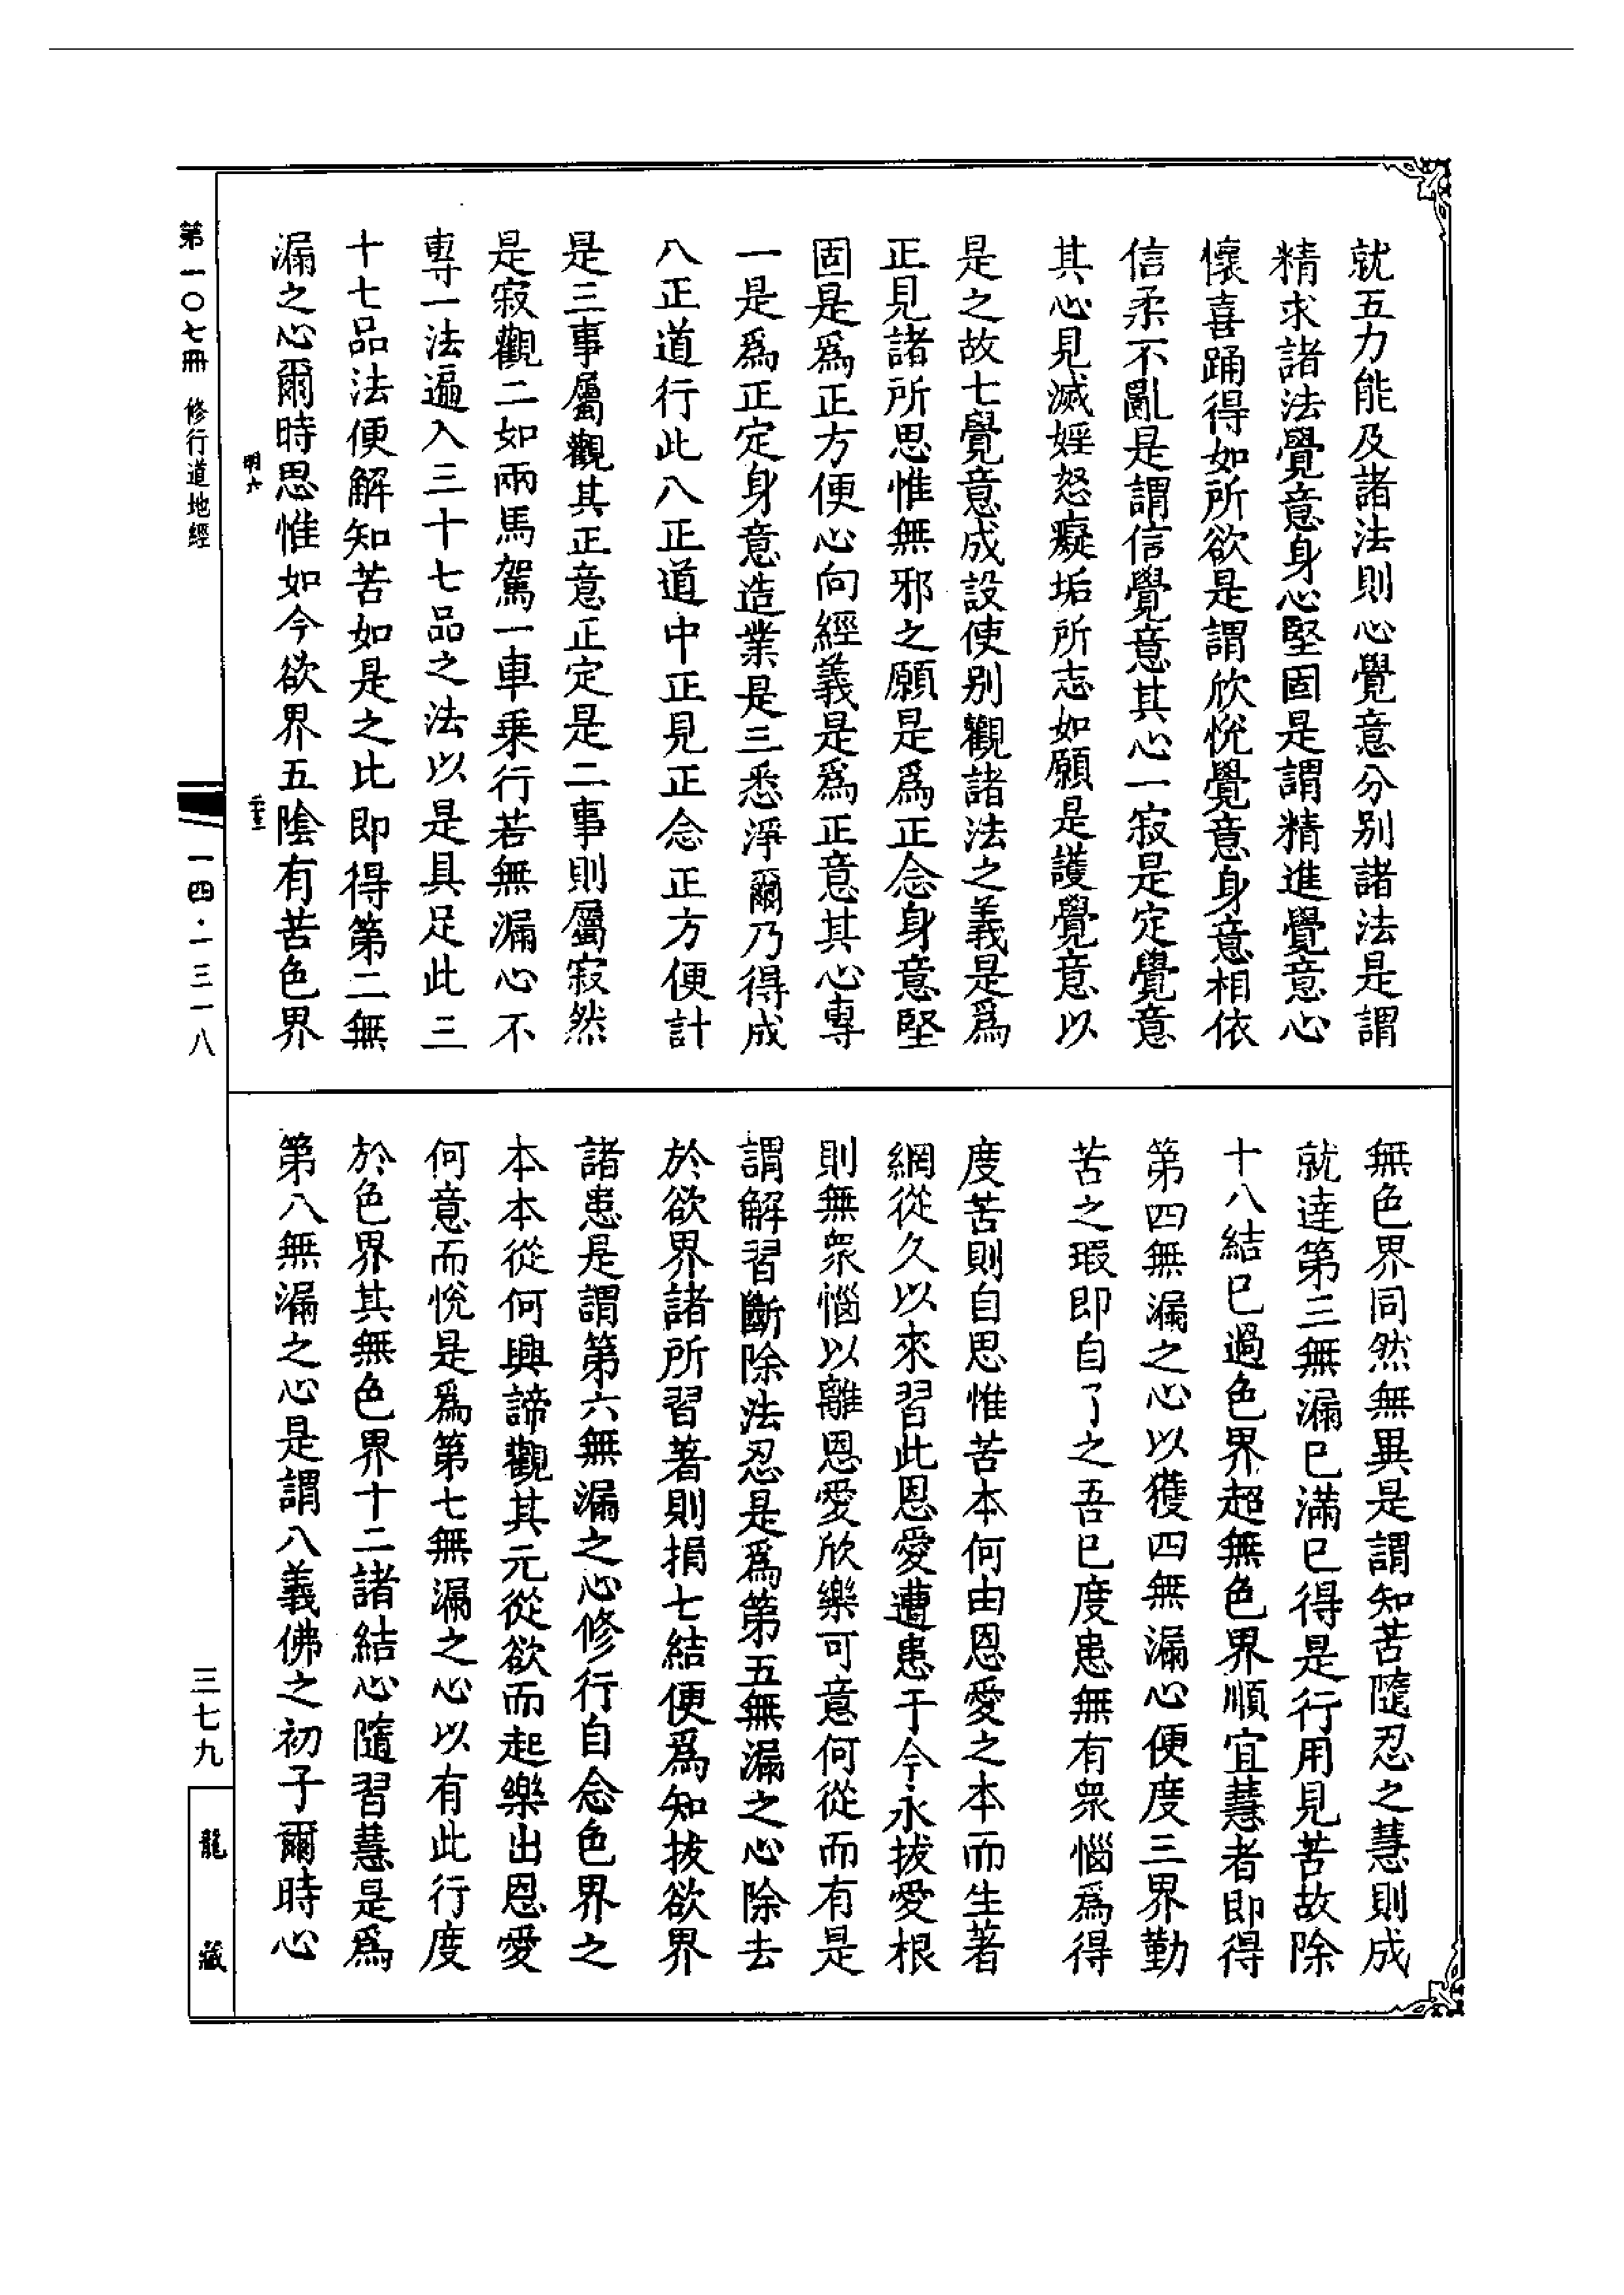 就五力能及諸法則心覺意分別諸法是謂
精求諸法覺意身心堅固是謂精進覺意心
懷喜踊得如所欲是謂欣悅覺意身意相依
信柔不亂是謂信覺意其心一寂是定覺意
其心見滅婬怒癡垢所志如願是護覺意以
是之故七覺意成設使別觀諸法之義是爲
正見諸所思惟無邪之願是爲正念身意堅
固是爲正方便心向經義是爲正意其心專
一是爲正定身意造業是三悉淨爾乃得成
八正道行此八正道中正見正念正方便計
是三事屬觀其正意正定是二事則屬寂然
是寂觀二如兩馬駕一車乗行若無漏心不
專一法遍入三十七品之法以是具足此三
十七品法便解知苦如是之比即得第二無
漏之心爾時思惟如今欲界五陰有苦色界
無色界同然無異是謂知苦隨忍之慧則成
就逹第三無漏已滿已得是行用見苦故除
十八結已過色界超無色界順宜慧者即得
第四無漏之心以獲四無漏心便度三界勤
苦之瑕即自了之吾已度患無有衆惱爲得
度苦則自思惟苦本何由恩愛之本而生著
網從久以來習此恩愛遭患于今永拔愛根
則無衆惱以離恩愛欣樂可意何從而有是
謂解習斷除法忍是爲第五無漏之心除去
於欲界諸所習著則捐七結便爲知拔欲界
諸患是謂第六無漏之心修行自念色界之
本本從何興諦觀其元從欲而起樂出恩愛
何意而悅是爲第七無漏之心以有此行度
於色界其無色界十二諸結心隨習慧是爲
第八無漏之心是謂八義佛之初子爾時心
第一〇七冊 修行道地經
明六
一四·一三一八
三七九
龍藏